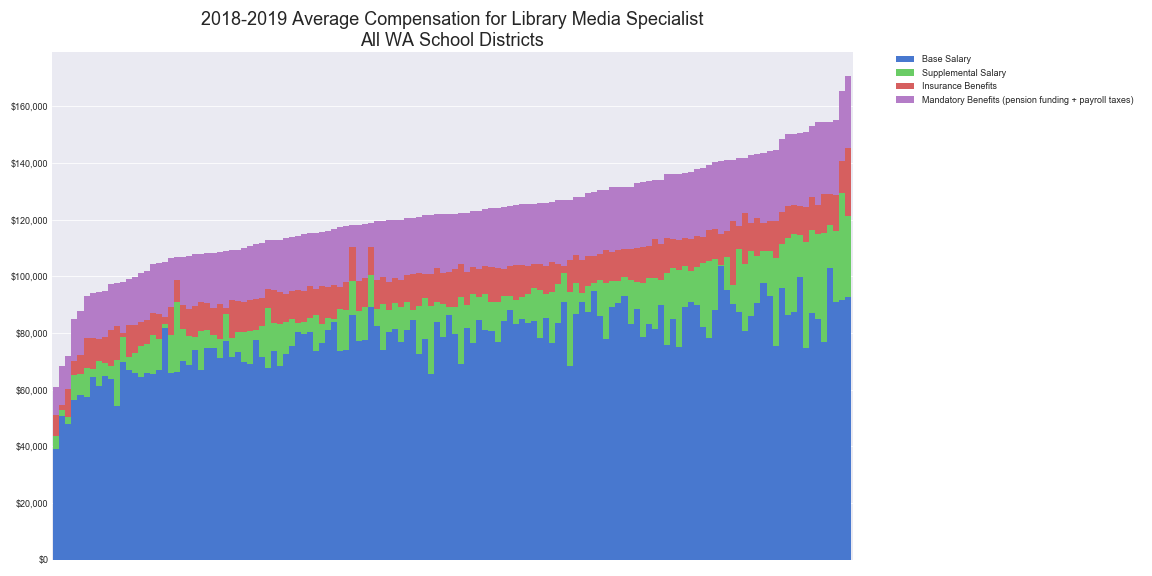 2018-2019 Average Compensation for Library Media Specialist
All WA School Districts
Base Salary
Supplemental Salary
Insurance Benefits
Mandatory Benefits (pension funding + payroll taxes)
$160,000
$140,000
$120,000
$100,000
$80,000
$60,000
$40,000
$20,000
$0